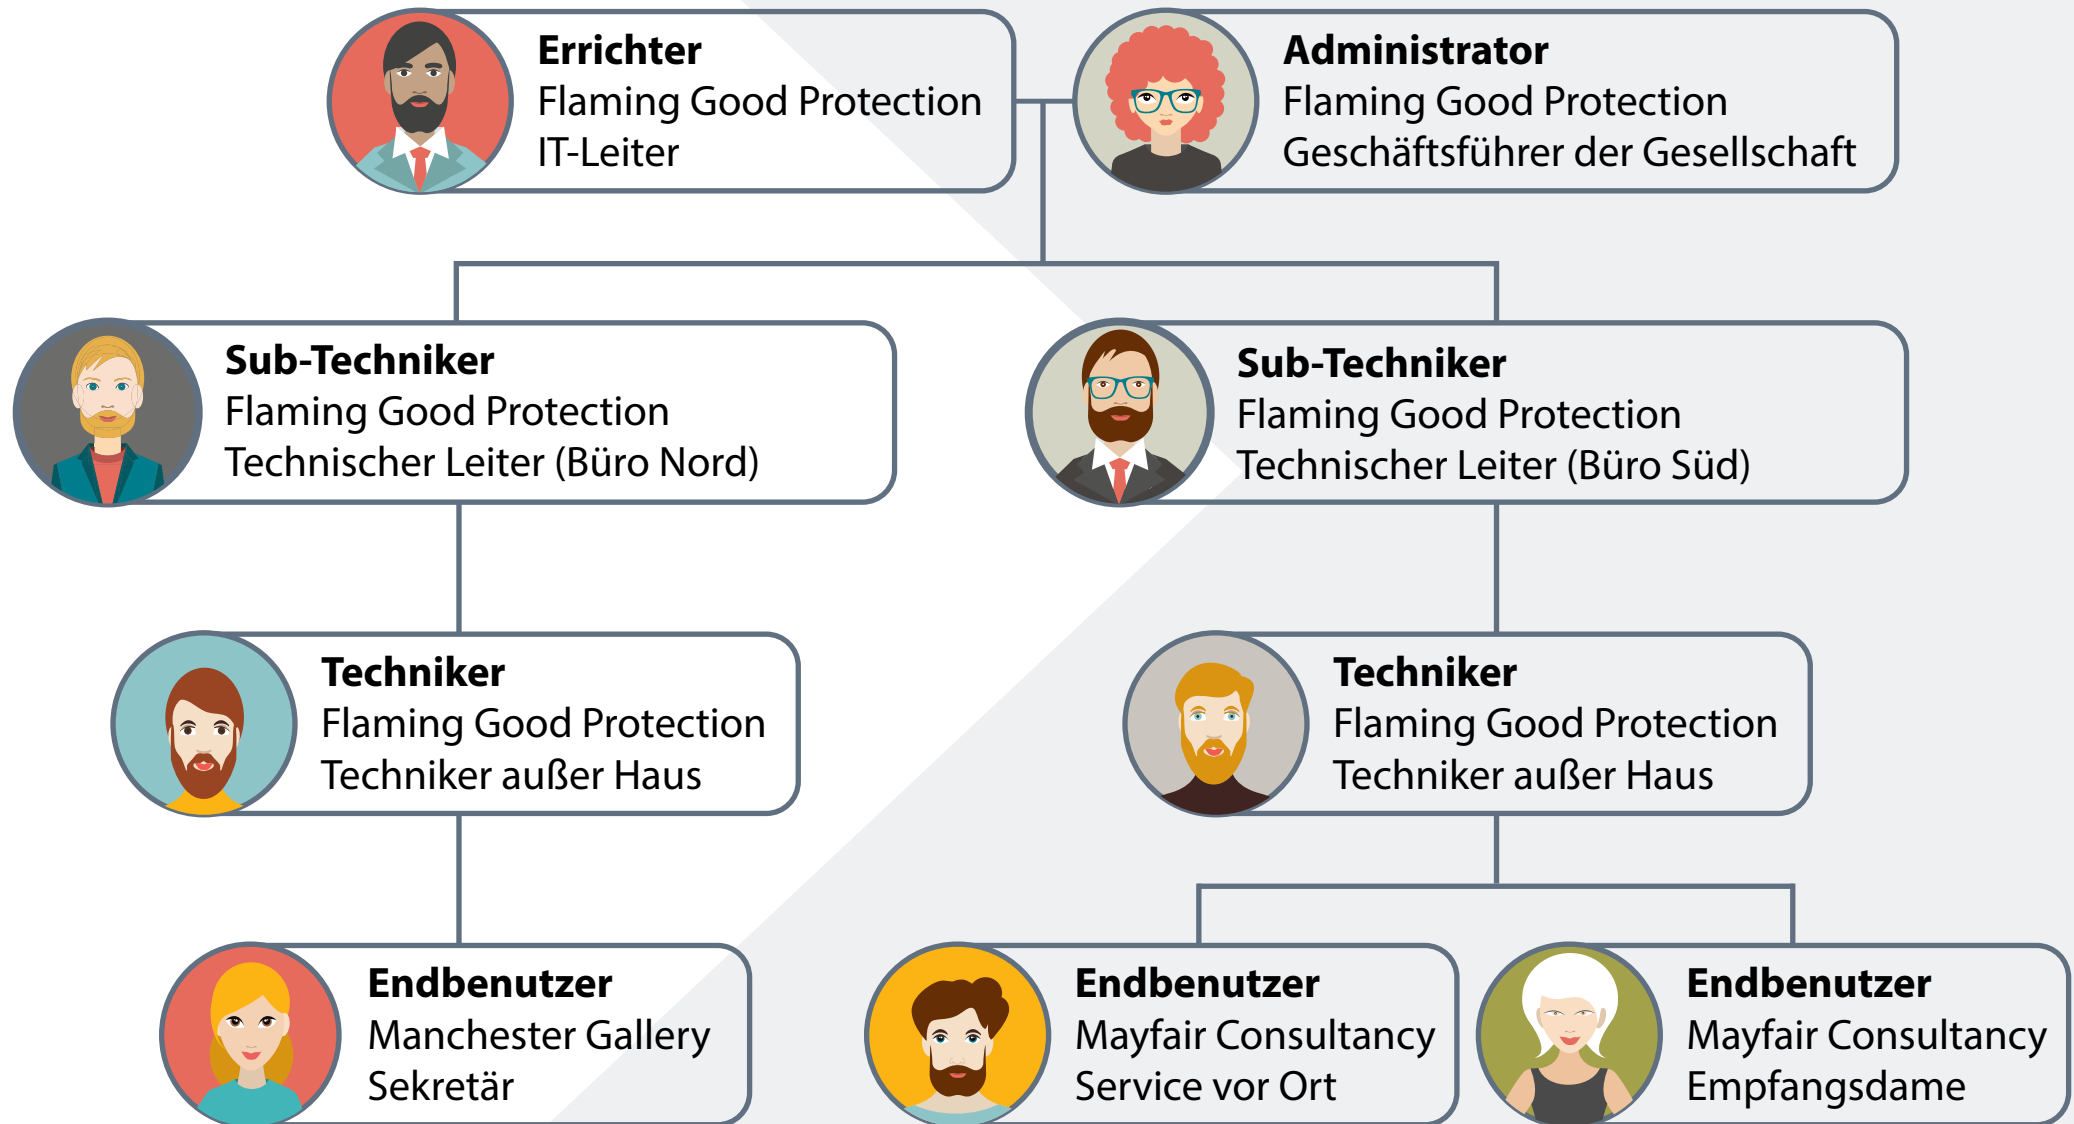 Errichter
Flaming Good Protection
IT-Leiter
Administrator
Flaming Good Protection
Geschäftsführer der Gesellschaft
Sub-Techniker
Flaming Good Protection
Technischer Leiter (Büro Nord)
Sub-Techniker
Flaming Good Protection
Technischer Leiter (Büro Süd)
Techniker
Flaming Good Protection
Techniker außer Haus
Techniker
Flaming Good Protection
Techniker außer Haus
Endbenutzer
Manchester Gallery
Sekretär
Endbenutzer
Mayfair Consultancy
Service vor Ort
Endbenutzer
Mayfair Consultancy
Empfangsdame